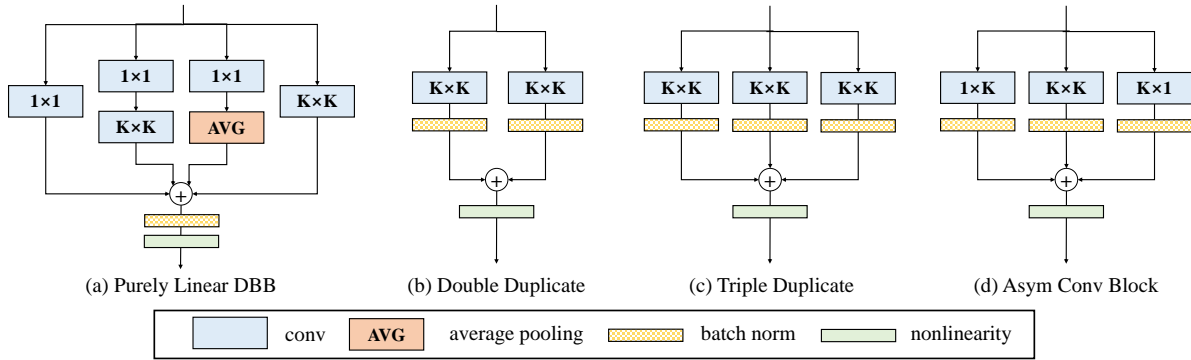 1×1
1×1
K×K
1×1
AVG
K×K
+
(a) Purely Linear DBB
K×K
K×K
+
(b) Double Duplicate
K×K
K×K
K×K
+
(c) Triple Duplicate
1×K
K×K
K×1
+
(d) Asym Conv Block
conv
AVG
average pooling
batch norm
nonlinearity